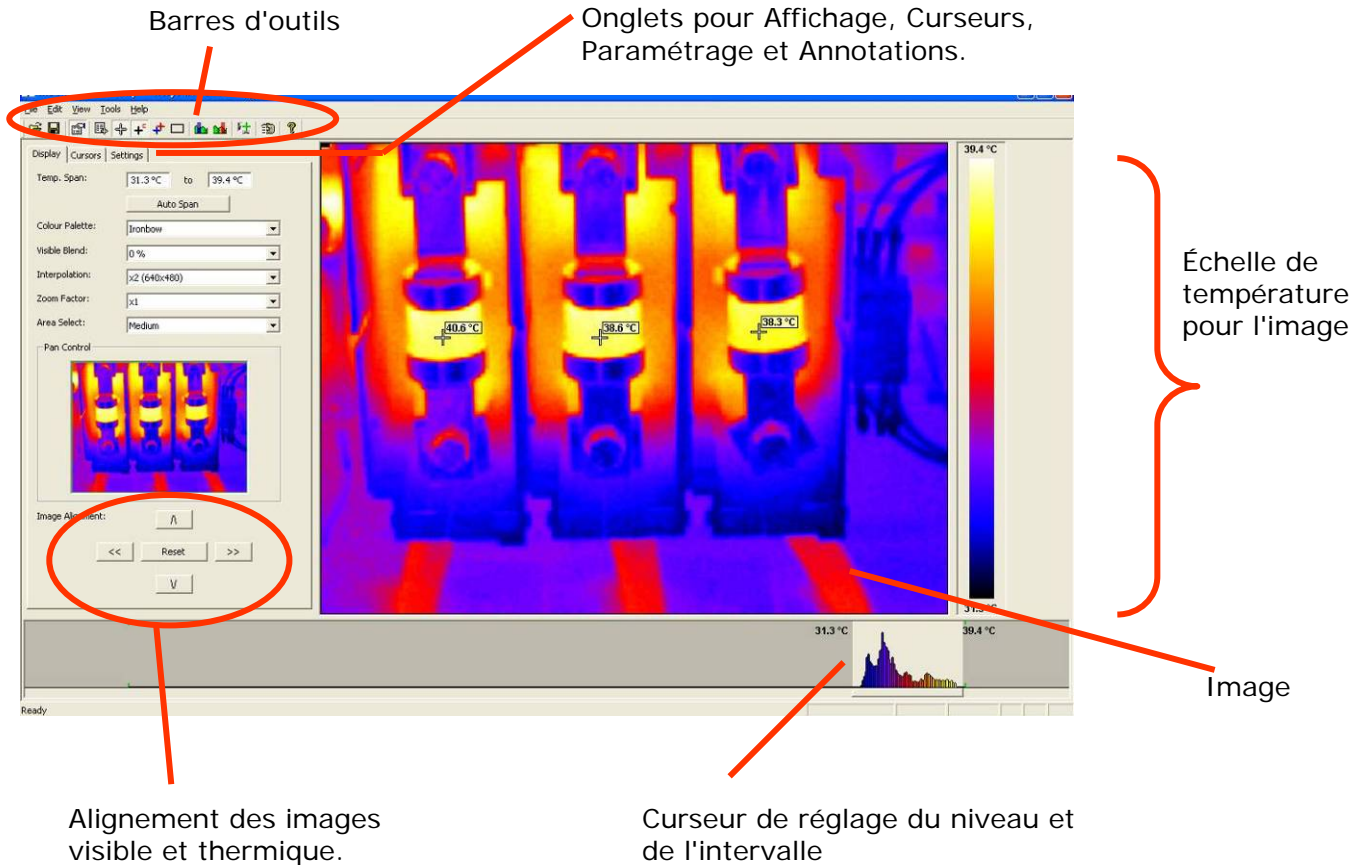 Barres d'outils
Onglets pour Affichage, Curseurs,
Paramétrage et Annotations.
Edit View Tools Help
Display Cursors Settings
Temp. Span: 31.3 °C to 39.4 °C
Auto Span
Colour Palette: Ironbow
Visible Blend: 0 %
Interpolation: x2 (640x480)
Zoom Factor: x1
Area Select: Medium
Pan Control
Image Alignment:
/\
<< Reset >>
\/
39.4 °C
40.6 °C
38.6 °C
38.3 °C
31.3 °C
31.3 °C
39.4 °C
Ready
Échelle de
température
pour l'image
Image
Alignement des images
visible et thermique.
Curseur de réglage du niveau et
de l'intervalle